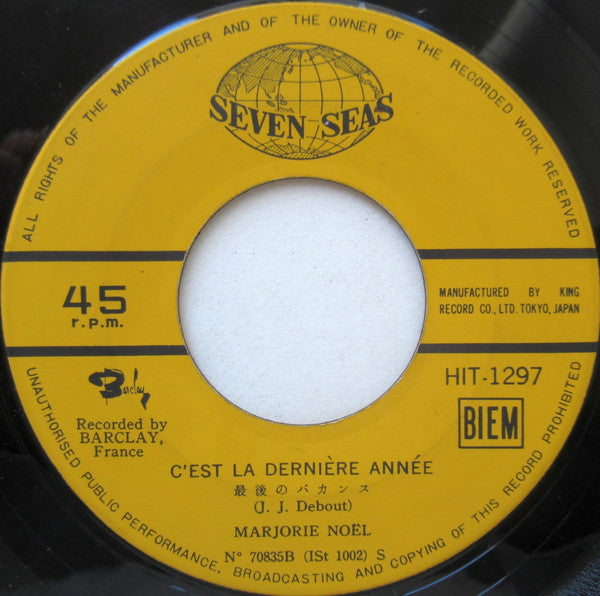 ALL RIGHTS OF THE MANUFACTURER AND OF THE OWNER OF THE RECORDED WORK RESERVED
SEVEN SEAS
45
r.p.m.
MANUFACTURED BY KING
RECORD CO., LTD. TOKYO, JAPAN
HIT-1297
BIEM
Barclay
Recorded by
BARCLAY,
France
C'EST LA DERNIÈRE ANNÉE
最後のバカンス
(J. J. Debout)
MARJORIE NOËL
N° 70835B (ISt 1002) S
UNAUTHORISED PUBLIC PERFORMANCE, BROADCASTING AND COPYING OF THIS RECORD PROHIBITED